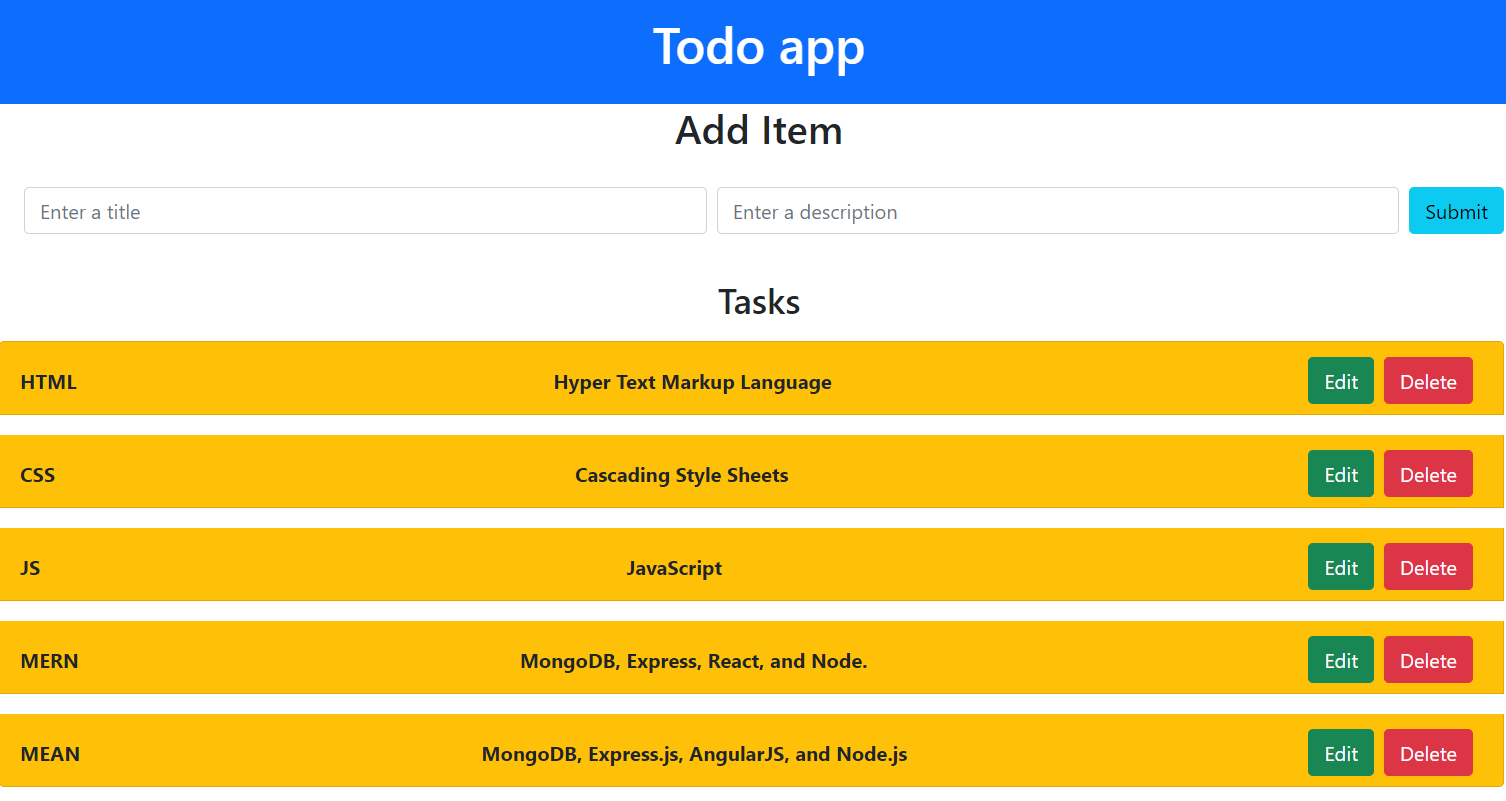 Todo app
Add Item
Enter a title Enter a description Submit
Tasks
HTML Hyper Text Markup Language Edit Delete
CSS Cascading Style Sheets Edit Delete
JS JavaScript Edit Delete
MERN MongoDB, Express, React, and Node. Edit Delete
MEAN MongoDB, Express.js, AngularJS, and Node.js Edit Delete